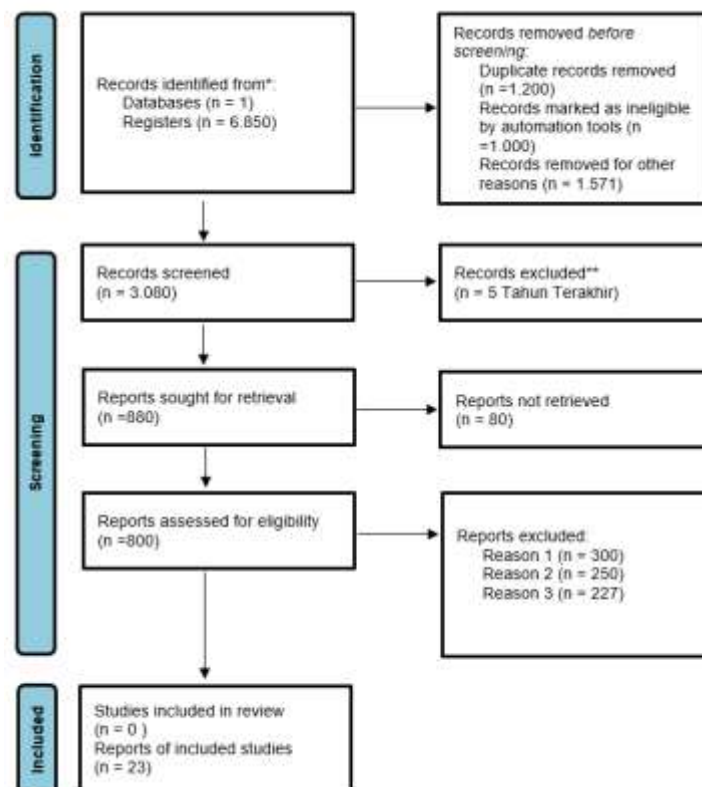 Identification
Records identified from*:
Databases (n = 1)
Registers (n = 6.850)
Records removed before
screening:
Duplicate records removed
(n =1.200)
Records marked as ineligible
by automation tools (n
=1.000)
Records removed for other
reasons (n = 1.571)
Screening
Records screened
(n = 3.080)
Records excluded**
(n = 5 Tahun Terakhir)
Reports sought for retrieval
(n =880)
Reports not retrieved
(n = 80)
Reports assessed for eligibility
(n =800)
Reports excluded:
Reason 1 (n = 300)
Reason 2 (n = 250)
Reason 3 (n = 227)
Included
Studies included in review
(n = 0 )
Reports of included studies
(n = 23)